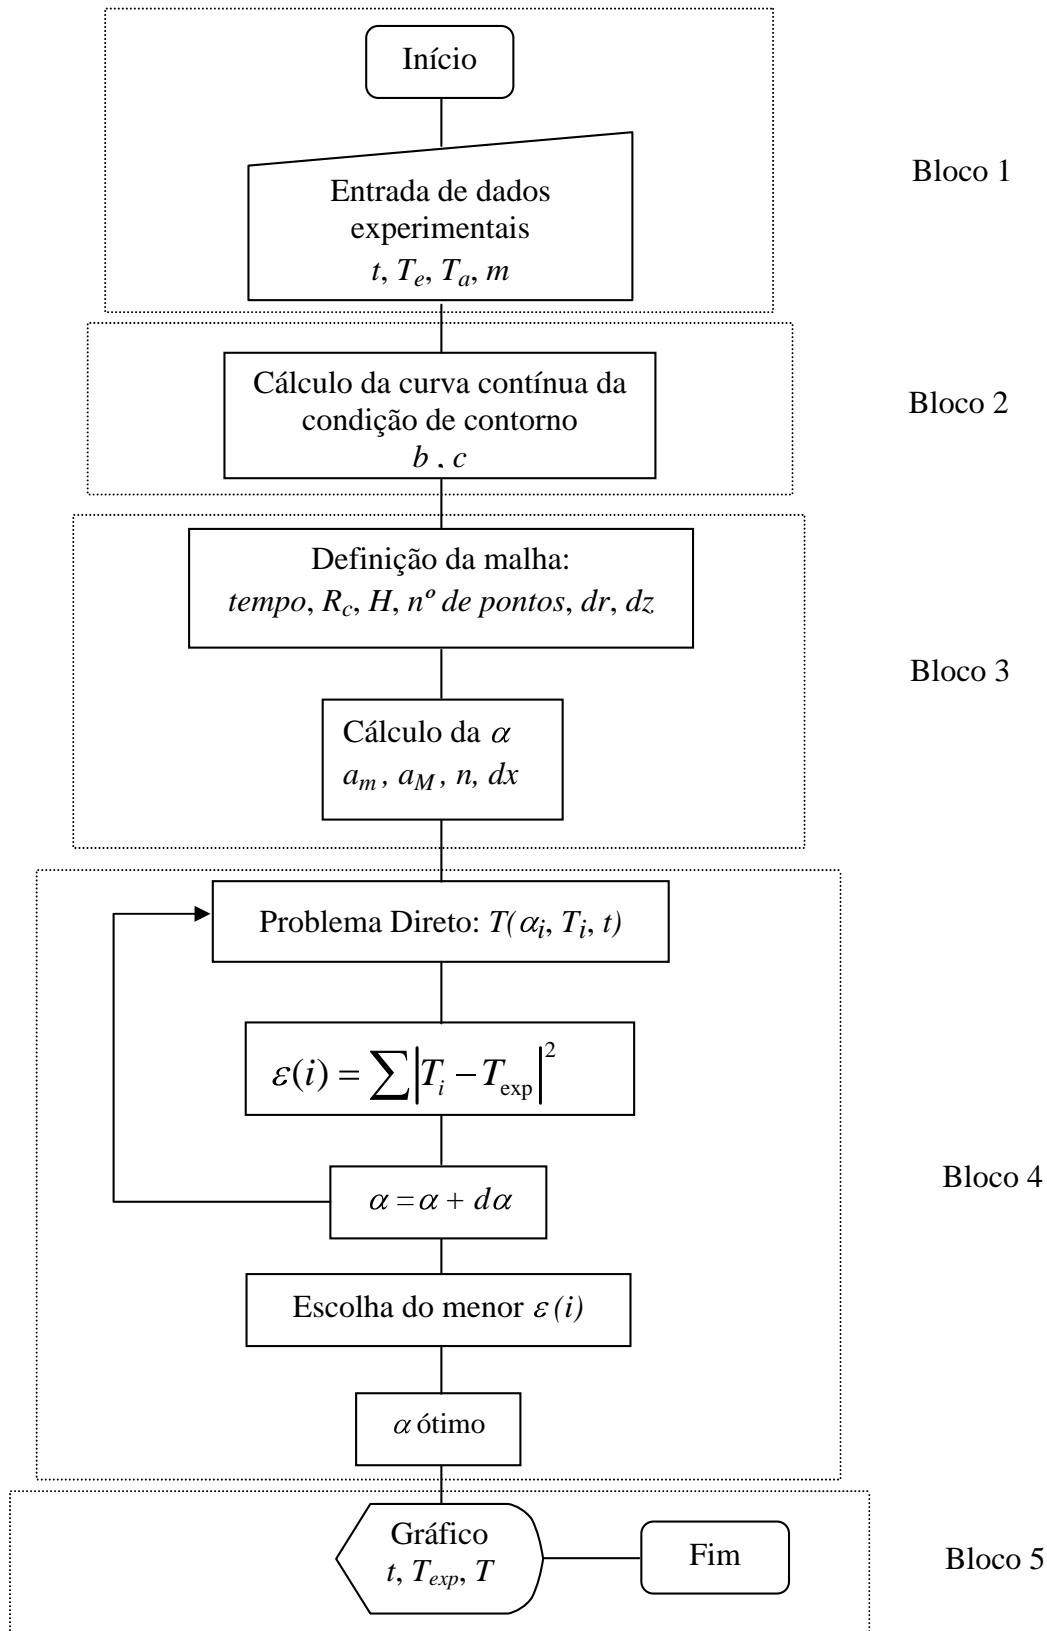 Início
Entrada de dados
experimentais
t, Te, Ta, m
Bloco 1
Cálculo da curva contínua da
condição de contorno
b , c
Bloco 2
Definição da malha:
tempo, Rc, H, nº de pontos, dr, dz
Cálculo da α
am , aM , n, dx
Bloco 3
Problema Direto: T(αi, Ti, t)
ε(i) = ∑|Ti − Texp|²
α = α + dα
Escolha do menor ε(i)
α ótimo
Bloco 4
Gráfico
t, Texp, T
Fim
Bloco 5